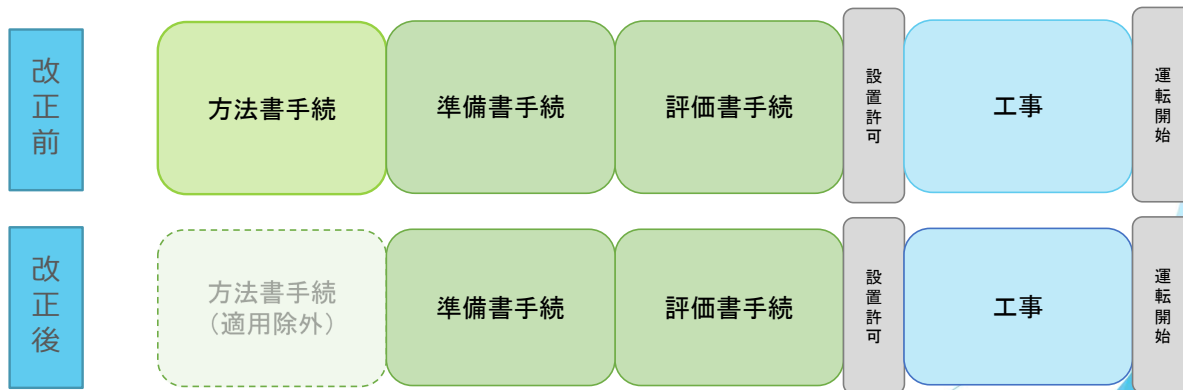 改正前
方法書手続
準備書手続
評価書手続
設置許可
工事
運転開始
改正後
方法書手続
（適用除外）
準備書手続
評価書手続
設置許可
工事
運転開始